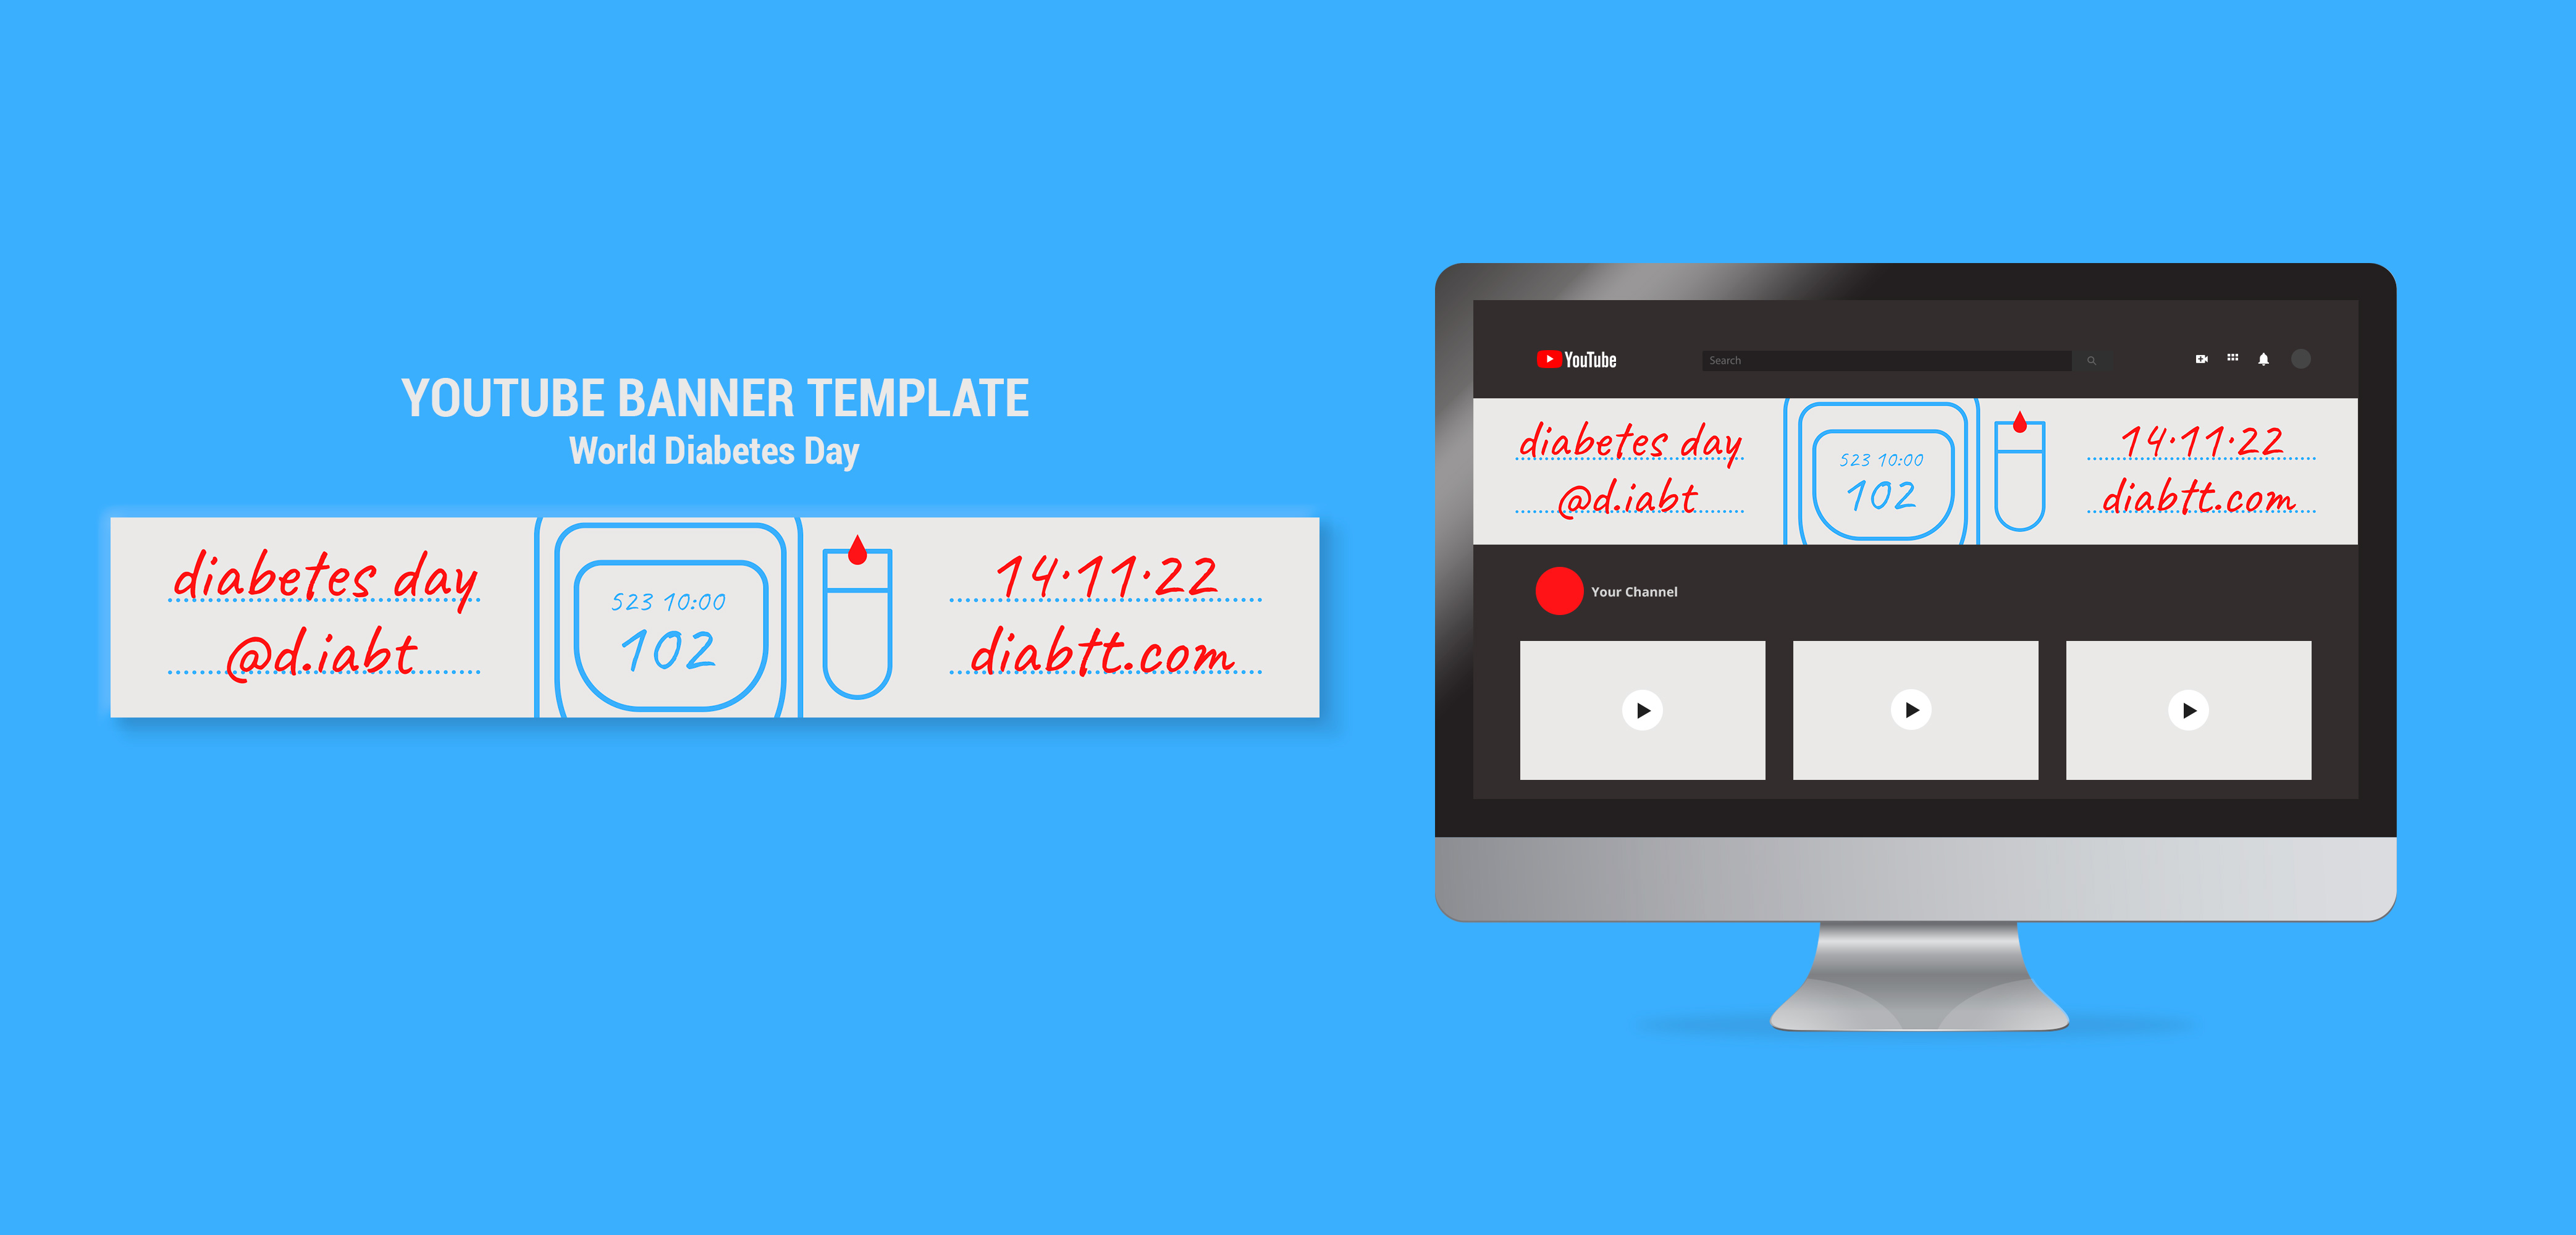 YOUTUBE BANNER TEMPLATE
World Diabetes Day
diabetes day
@d.iabt
523 10:00
102
14·11·22
diabtt.com
YouTube
Search
diabetes day
@d.iabt
523 10:00
102
14·11·22
diabtt.com
Your Channel